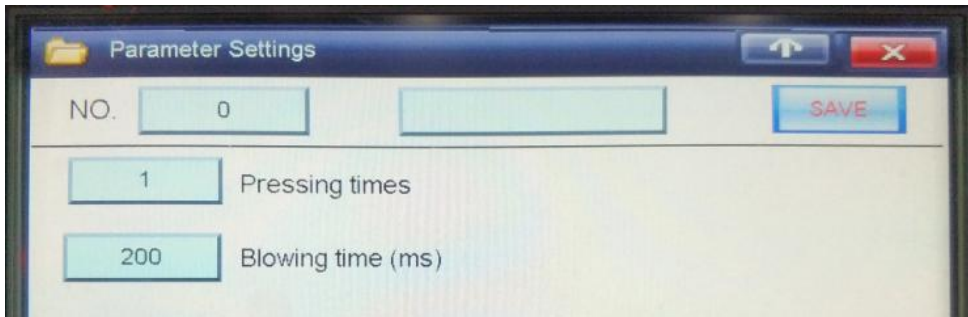 Parameter Settings
NO. 0 SAVE
1 Pressing times
200 Blowing time (ms)